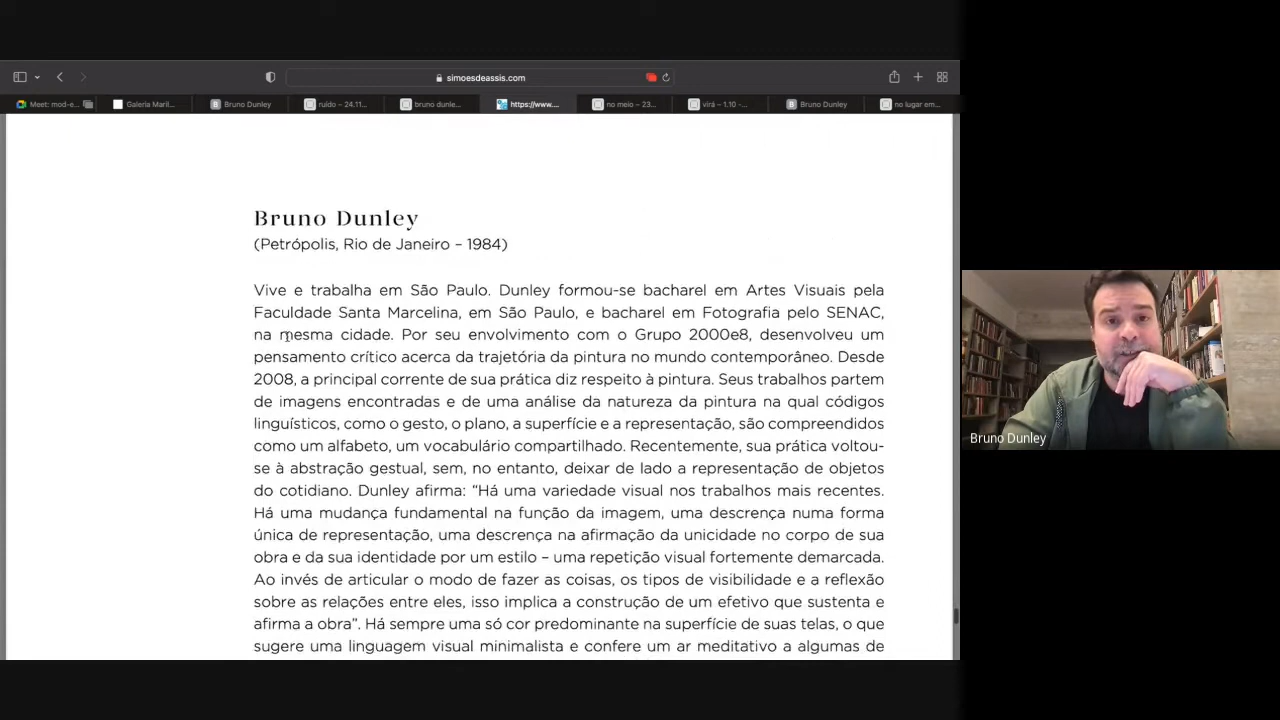 simoesdeassis.com
Meet: mod-e...
Galeria Maril...
Bruno Dunley
ruído – 24.11...
bruno dunle...
https://www....
no meio – 23...
virá – 1.10 -...
Bruno Dunley
no lugar em...
Bruno Dunley
(Petrópolis, Rio de Janeiro – 1984)
Vive e trabalha em São Paulo. Dunley formou-se bacharel em Artes Visuais pela
Faculdade Santa Marcelina, em São Paulo, e bacharel em Fotografia pelo SENAC,
na mesma cidade. Por seu envolvimento com o Grupo 2000e8, desenvolveu um
pensamento crítico acerca da trajetória da pintura no mundo contemporâneo. Desde
2008, a principal corrente de sua prática diz respeito à pintura. Seus trabalhos partem
de imagens encontradas e de uma análise da natureza da pintura na qual códigos
linguísticos, como o gesto, o plano, a superfície e a representação, são compreendidos
como um alfabeto, um vocabulário compartilhado. Recentemente, sua prática voltou-
se à abstração gestual, sem, no entanto, deixar de lado a representação de objetos
do cotidiano. Dunley afirma: “Há uma variedade visual nos trabalhos mais recentes.
Há uma mudança fundamental na função da imagem, uma descrença numa forma
única de representação, uma descrença na afirmação da unicidade no corpo de sua
obra e da sua identidade por um estilo – uma repetição visual fortemente demarcada.
Ao invés de articular o modo de fazer as coisas, os tipos de visibilidade e a reflexão
sobre as relações entre eles, isso implica a construção de um efetivo que sustenta e
afirma a obra”. Há sempre uma só cor predominante na superfície de suas telas, o que
sugere uma linguagem visual minimalista e confere um ar meditativo a algumas de
Bruno Dunley